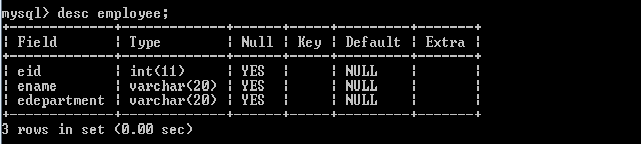 mysql> desc employee;
+-------------+-------------+------+-----+---------+-------+
| Field       | Type        | Null | Key | Default | Extra |
+-------------+-------------+------+-----+---------+-------+
| eid         | int(11)     | YES  |     | NULL    |       |
| ename       | varchar(20) | YES  |     | NULL    |       |
| edepartment | varchar(20) | YES  |     | NULL    |       |
+-------------+-------------+------+-----+---------+-------+
3 rows in set (0.00 sec)